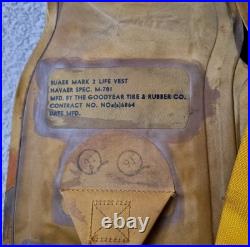 BUAER MARK 2 LIFE VEST
NAVAER SPEC. M-701
MFD. BY THE GOODYEAR TIRE & RUBBER CO.
CONTRACT NO. NOa(s)6864
DATE MFD.